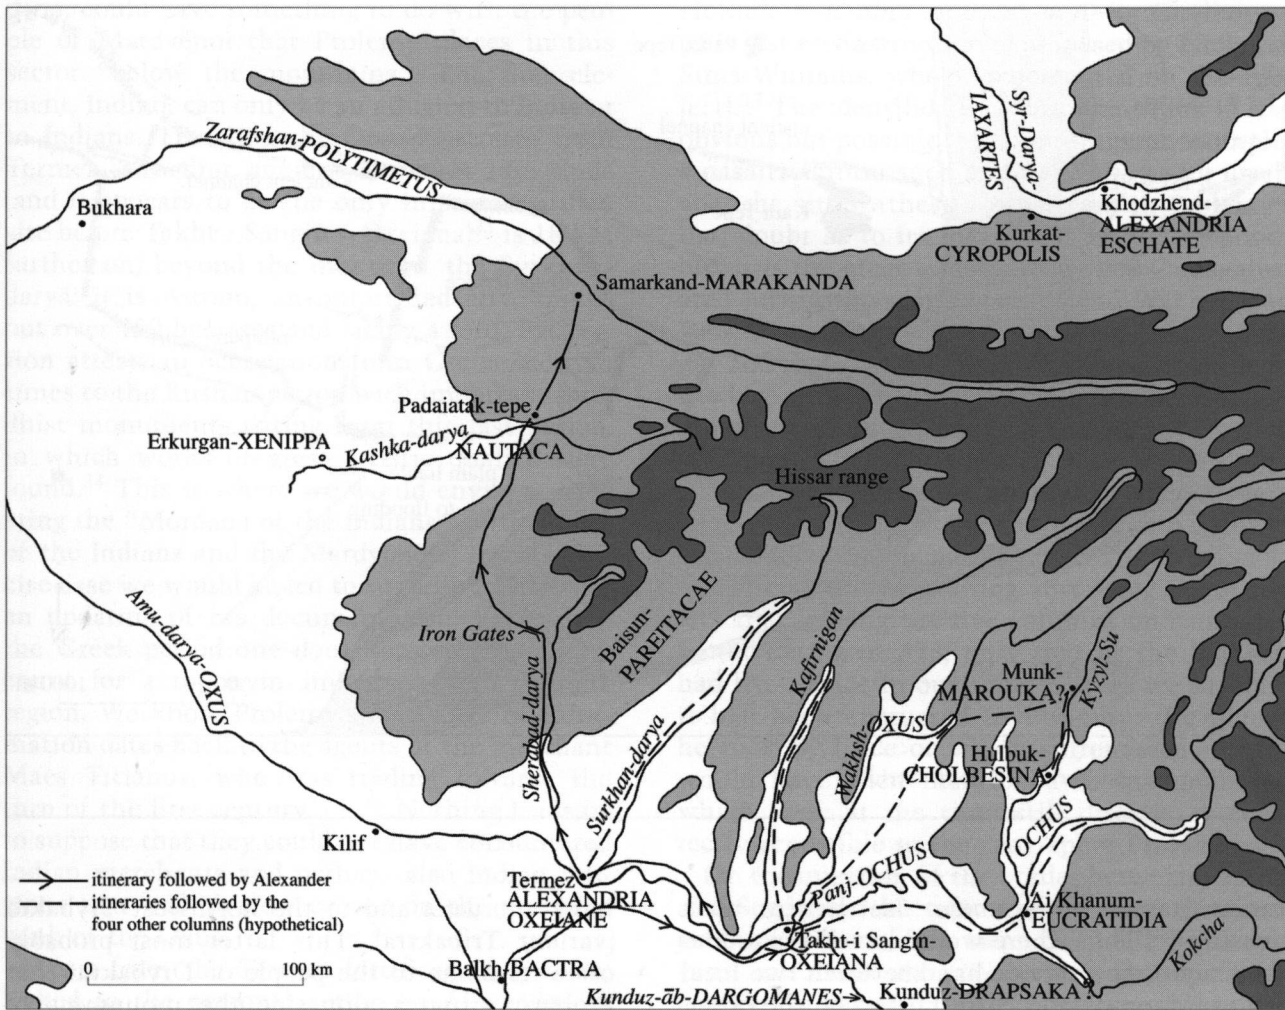 Zarafshan-POLYTIMETUS
Bukhara
Syr-Darya-
IAXARTES
Khodzhend-
ALEXANDRIA
ESCHATE
Kurkat-
CYROPOLIS
Samarkand-MARAKANDA
Padaiatak-tepe
Erkurgan-XENIPPA
Kashka-darya
NAUTACA
Hissar range
Amu-darya-OXUS
Iron Gates
Baisun-
PAREITACAE
Sherabad-darya
Surkhan-darya
Kafirnigan
Wakhsh-
OXUS
Munk-
MAROUKA?
Kyzyl-Su
Hulbuk-
CHOLBESINA
OCHUS
Panj-OCHUS
Kilif
Termez
ALEXANDRIA
OXEIANE
Takht-i Sangin-
OXEIANA
Ai Khanum-
EUCRATIDIA
Kokcha
Balkh-BACTRA
Kunduz-āb-DARGOMANES
Kunduz-DRAPSAKA
?
itinerary followed by Alexander
itineraries followed by the
four other columns (hypothetical)
0 100 km